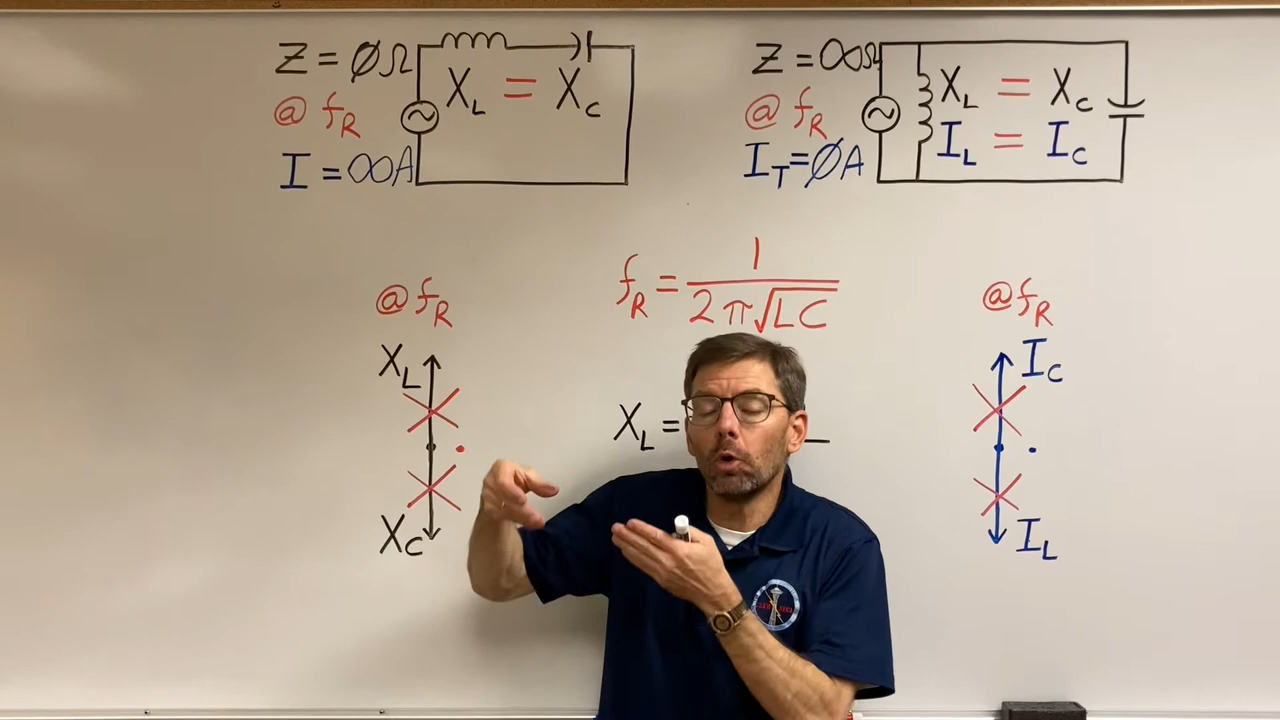 Z = ØΩ
@ fR
I = ∞A
XL = XC
Z = ∞Ω
@ fR
IT = ØA
XL = XC
IL = IC
fR = 1 / 2π√LC
@ fR
XL
XC
XL =
@ fR
IC
IL